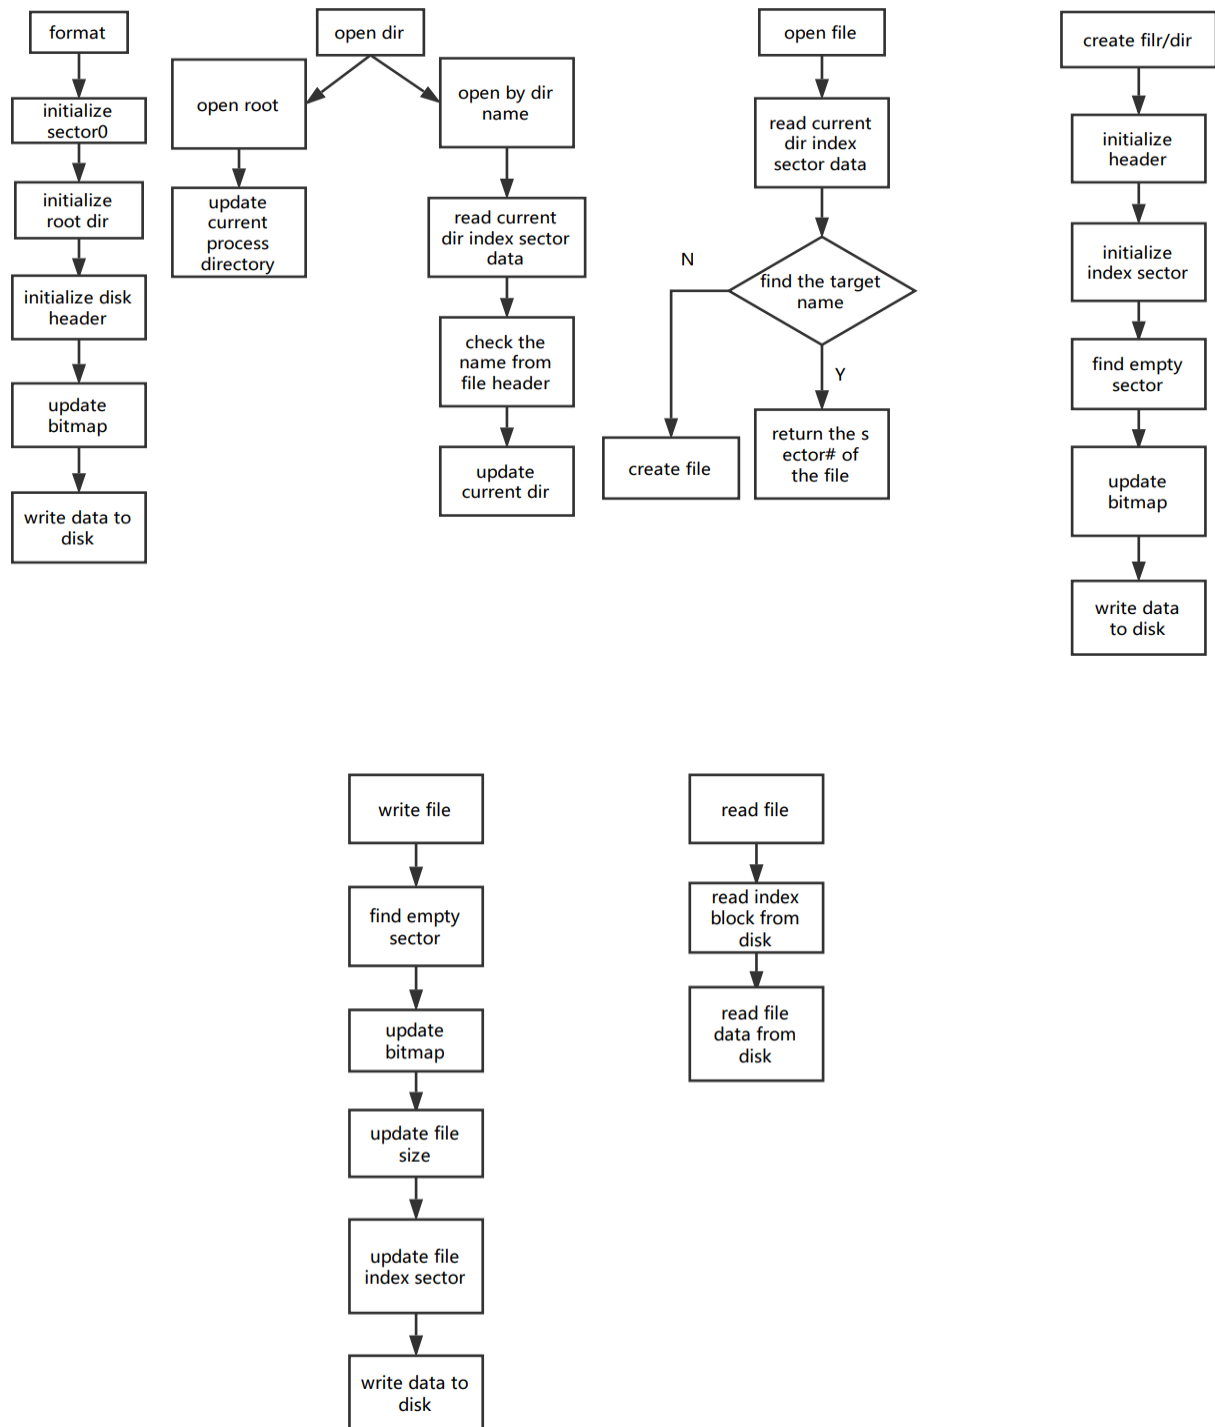 format
initialize
sector0
initialize
root dir
initialize disk
header
update
bitmap
write data to
disk
open dir
open root
update
current
process
directory
open by dir
name
read current
dir index sector
data
check the
name from
file header
update
current dir
open file
read current
dir index
sector data
find the target
name
N
Y
create file
return the s
ector# of
the file
create filr/dir
initialize
header
initialize
index sector
find empty
sector
update
bitmap
write data
to disk
write file
find empty
sector
update
bitmap
update file
size
update file
index sector
write data to
disk
read file
read index
block from
disk
read file
data from
disk